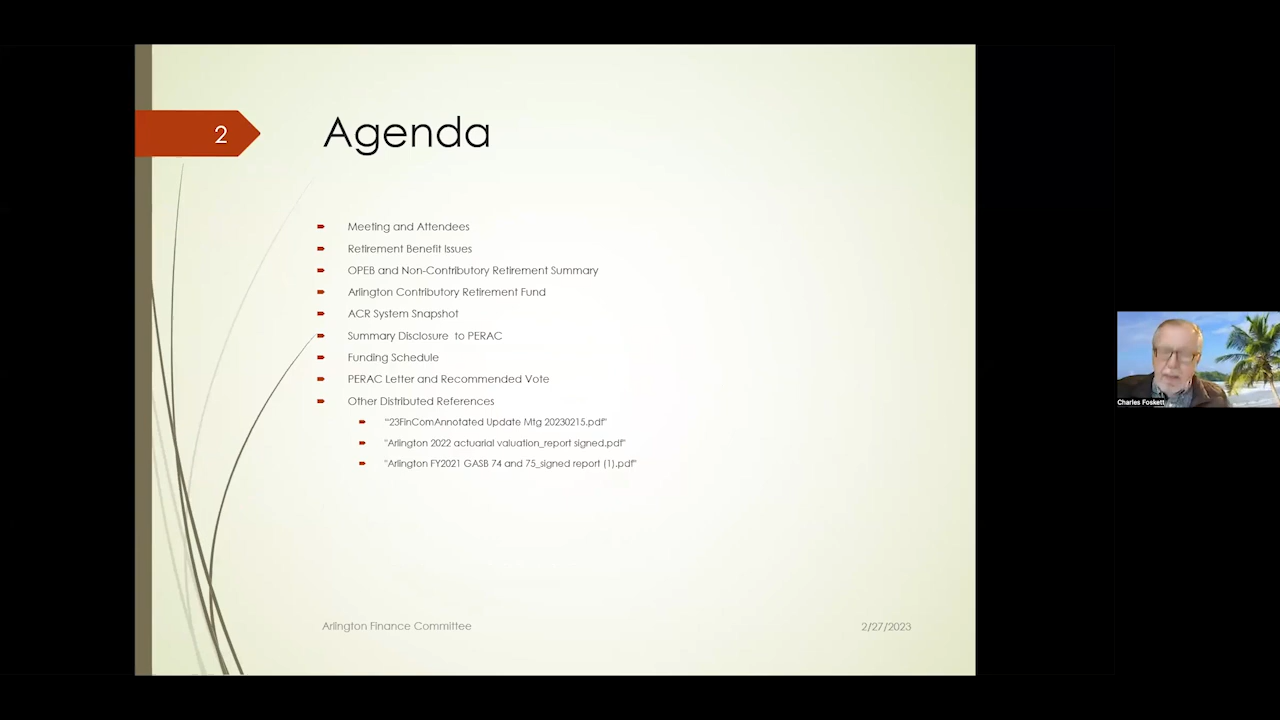 2
Agenda
Meeting and Attendees
Retirement Benefit Issues
OPEB and Non-Contributory Retirement Summary
Arlington Contributory Retirement Fund
ACR System Snapshot
Summary Disclosure to PERAC
Funding Schedule
PERAC Letter and Recommended Vote
Other Distributed References
"23FinComAnnotated Update Mtg 20230215.pdf"
"Arlington 2022 actuarial valuation_report signed.pdf"
"Arlington FY2021 GASB 74 and 75_signed report (1).pdf"
Arlington Finance Committee
2/27/2023
Charles Foskett